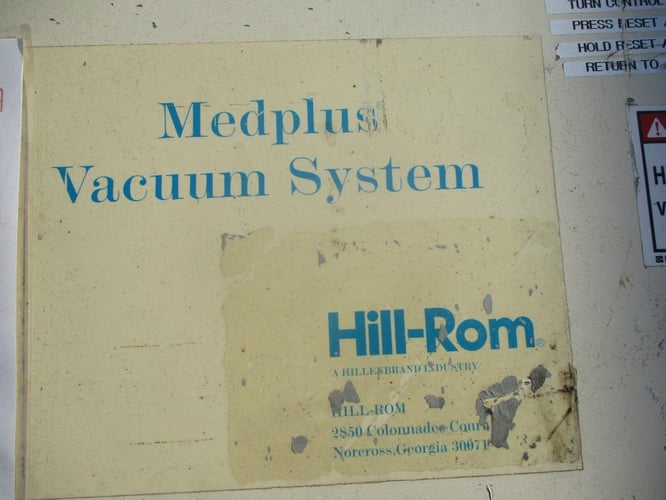 TURN CONTROL
PRESS RESET
HOLD RESET
RETURN TO
Medplus
Vacuum System
Hill-Rom®
A HILLENBRAND INDUSTRY
HILL-ROM
2850 Colonnades Court
Norcross, Georgia 30071